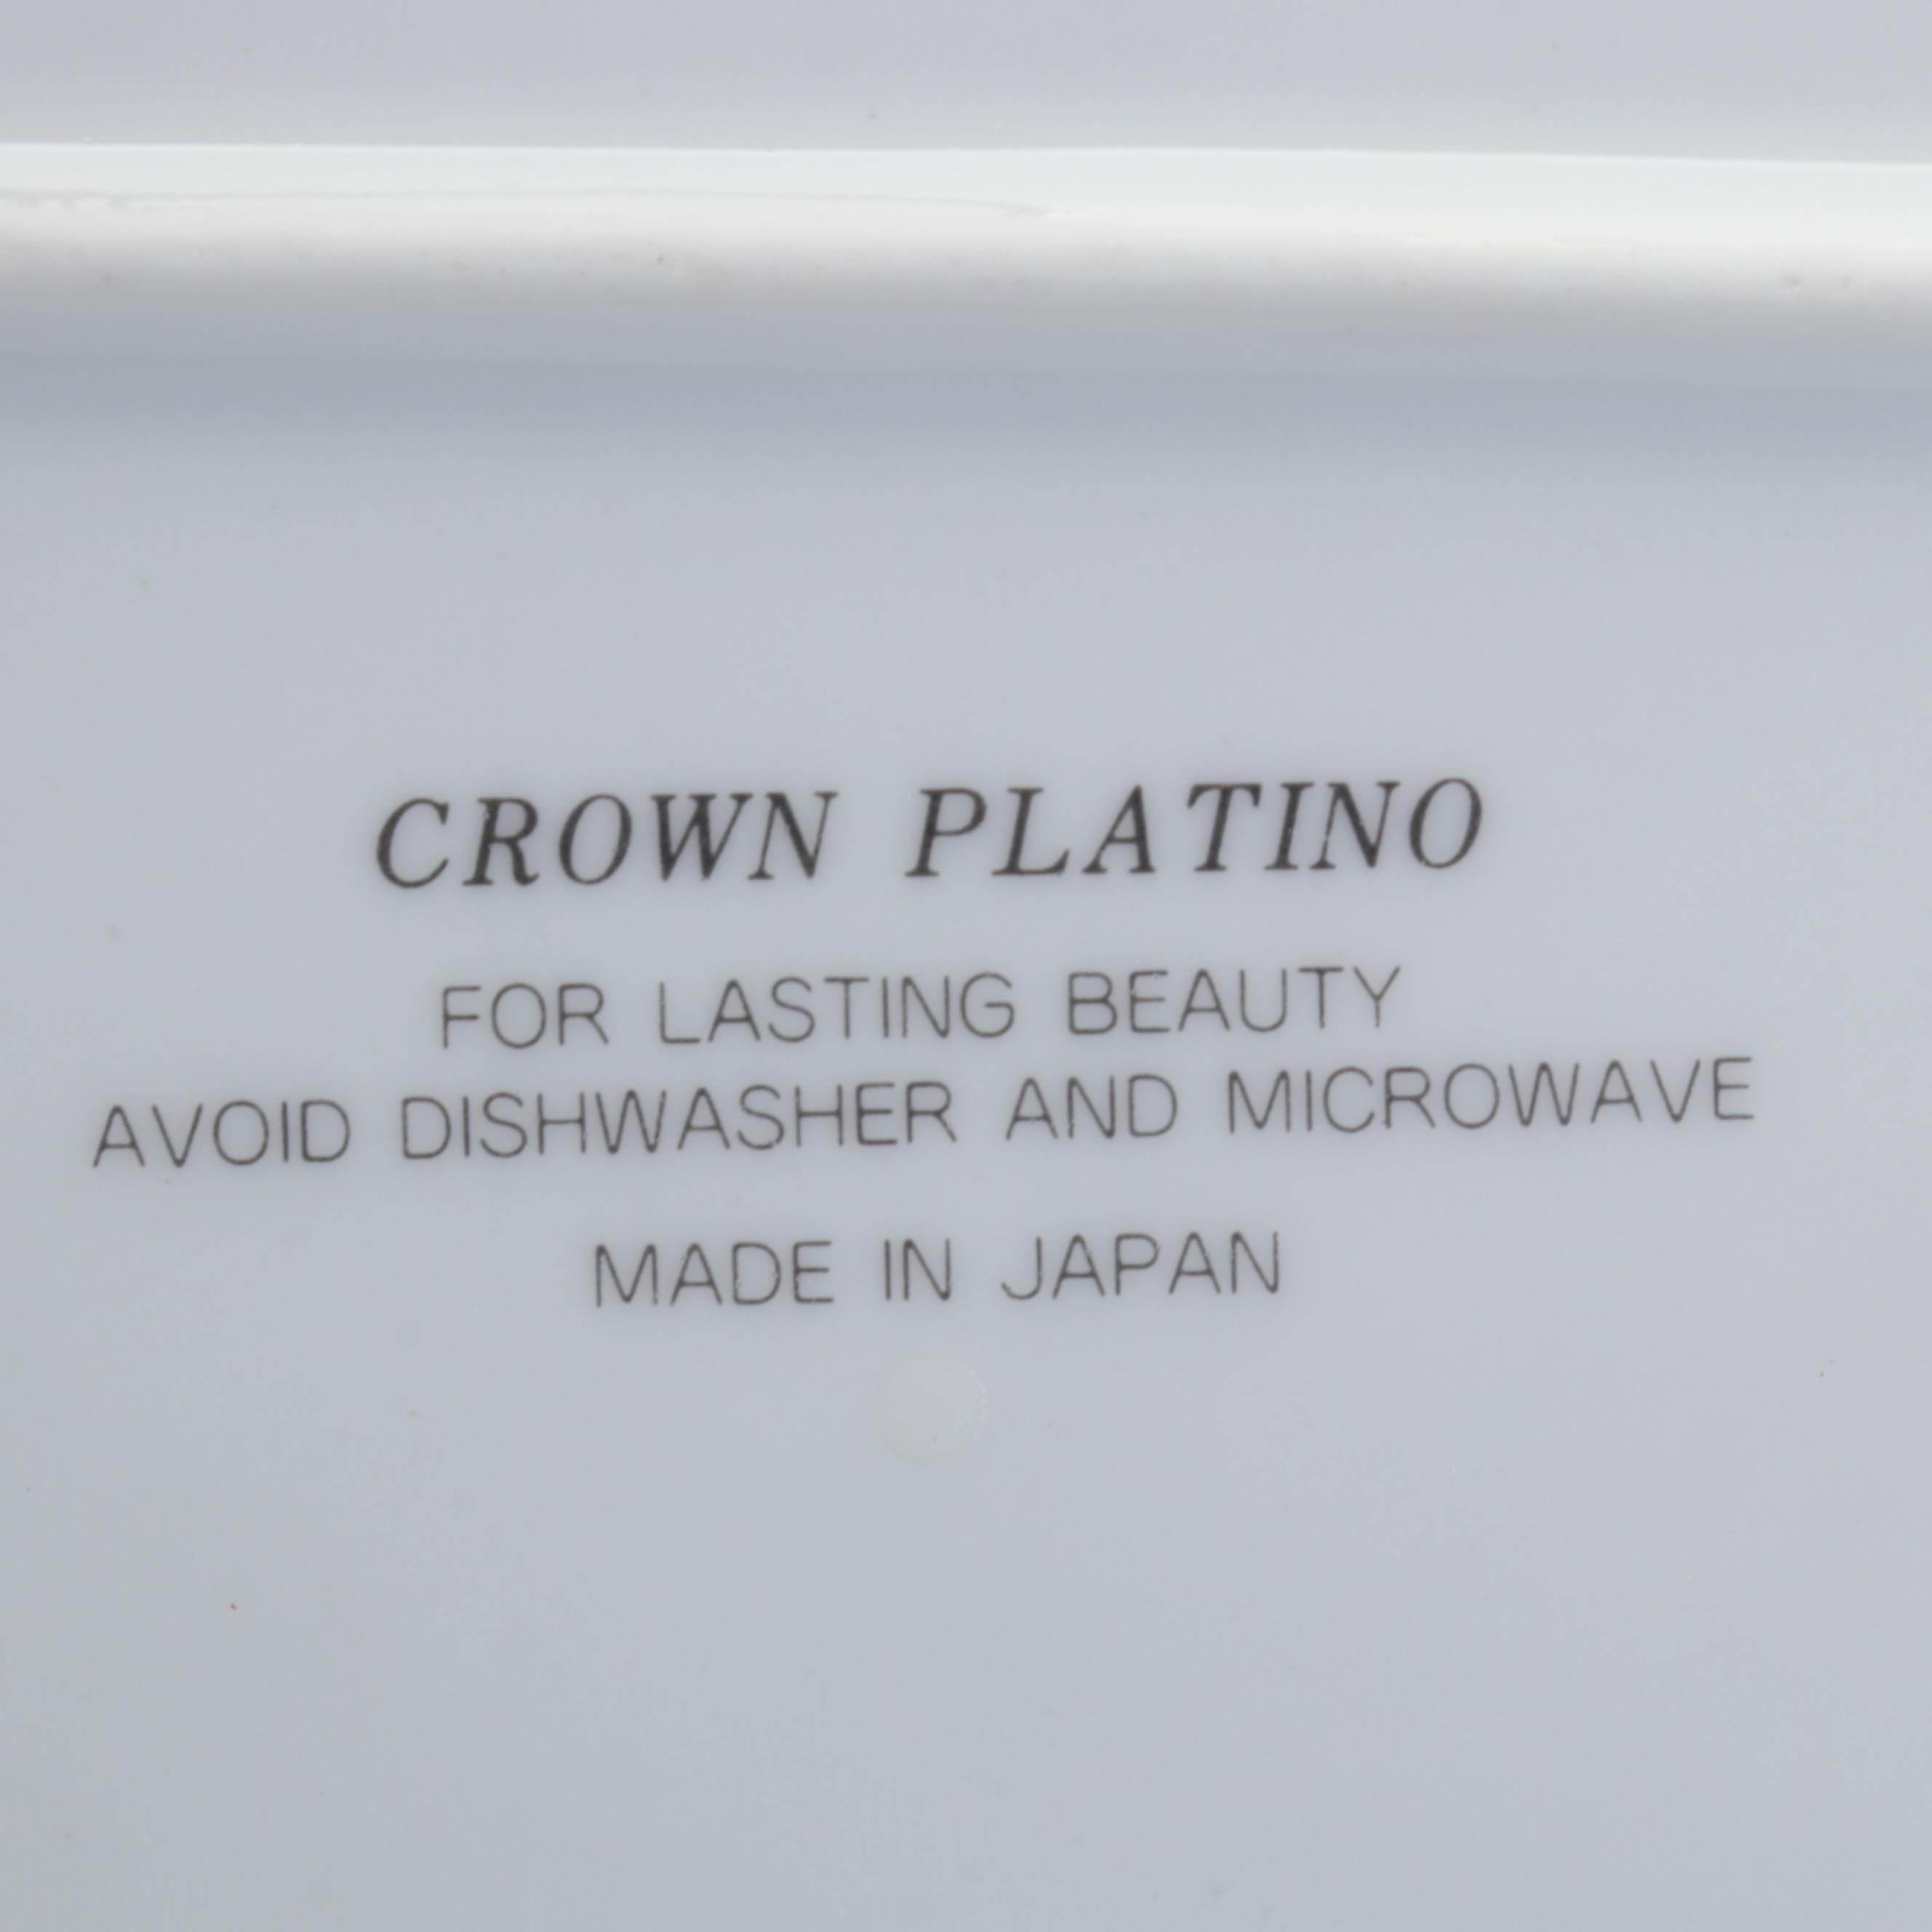 CROWN PLATINO
FOR LASTING BEAUTY
AVOID DISHWASHER AND MICROWAVE
MADE IN JAPAN